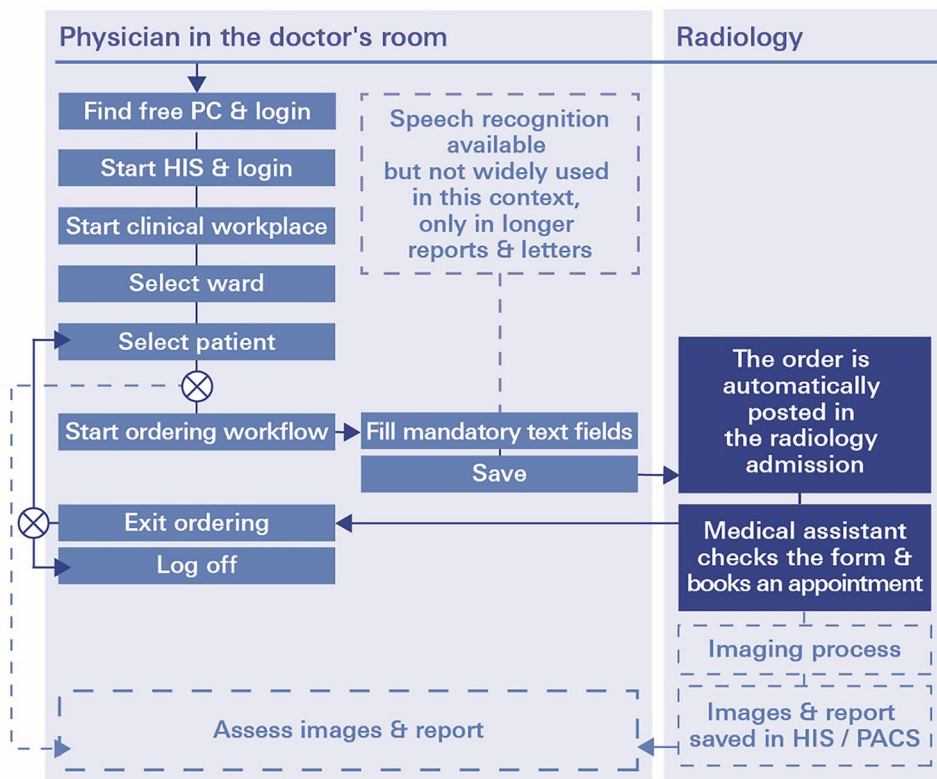 Physician in the doctor's room
Radiology
Find free PC & login
Start HIS & login
Start clinical workplace
Select ward
Select patient
Speech recognition
available
but not widely used
in this context,
only in longer
reports & letters
Start ordering workflow
Fill mandatory text fields
Save
The order is
automatically
posted in
the radiology
admission
Exit ordering
Log off
Medical assistant
checks the form &
books an appointment
Imaging process
Images & report
saved in HIS / PACS
Assess images & report